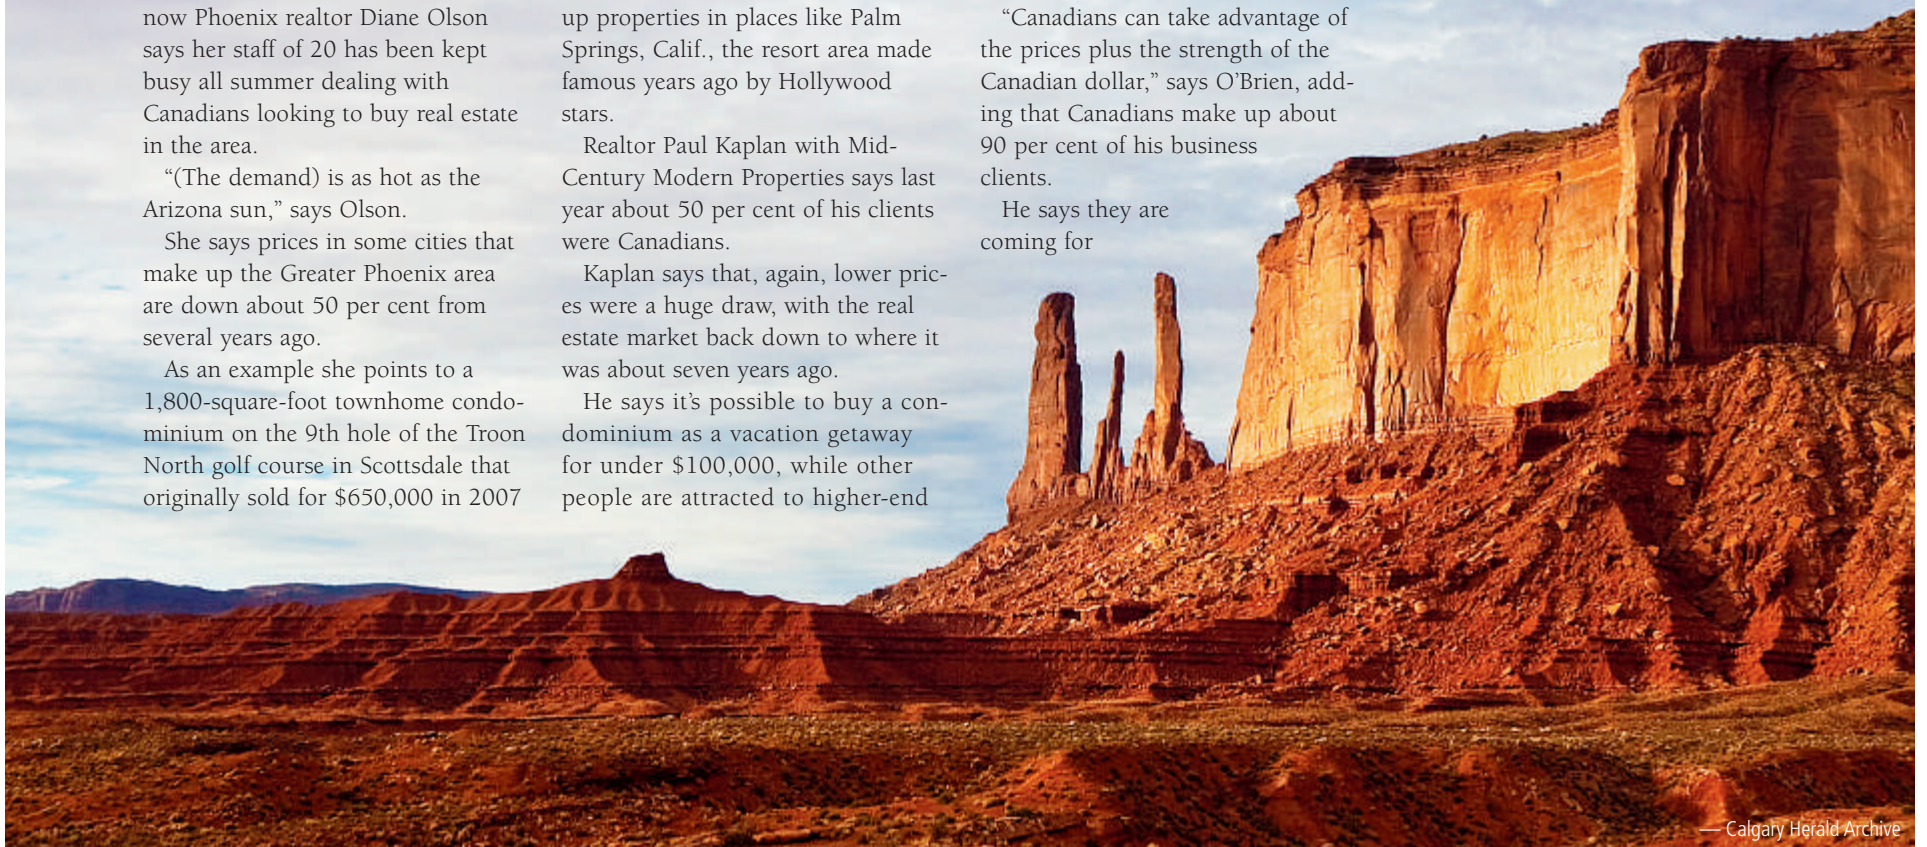 now Phoenix realtor Diane Olson
says her staff of 20 has been kept
busy all summer dealing with
Canadians looking to buy real estate
in the area.
“(The demand) is as hot as the
Arizona sun,” says Olson.
She says prices in some cities that
make up the Greater Phoenix area
are down about 50 per cent from
several years ago.
As an example she points to a
1,800-square-foot townhome condo-
minium on the 9th hole of the Troon
North golf course in Scottsdale that
originally sold for $650,000 in 2007
up properties in places like Palm
Springs, Calif., the resort area made
famous years ago by Hollywood
stars.
Realtor Paul Kaplan with Mid-
Century Modern Properties says last
year about 50 per cent of his clients
were Canadians.
Kaplan says that, again, lower pric-
es were a huge draw, with the real
estate market back down to where it
was about seven years ago.
He says it’s possible to buy a con-
dominium as a vacation getaway
for under $100,000, while other
people are attracted to higher-end
“Canadians can take advantage of
the prices plus the strength of the
Canadian dollar,” says O’Brien, add-
ing that Canadians make up about
90 per cent of his business
clients.
He says they are
coming for
— Calgary Herald Archive